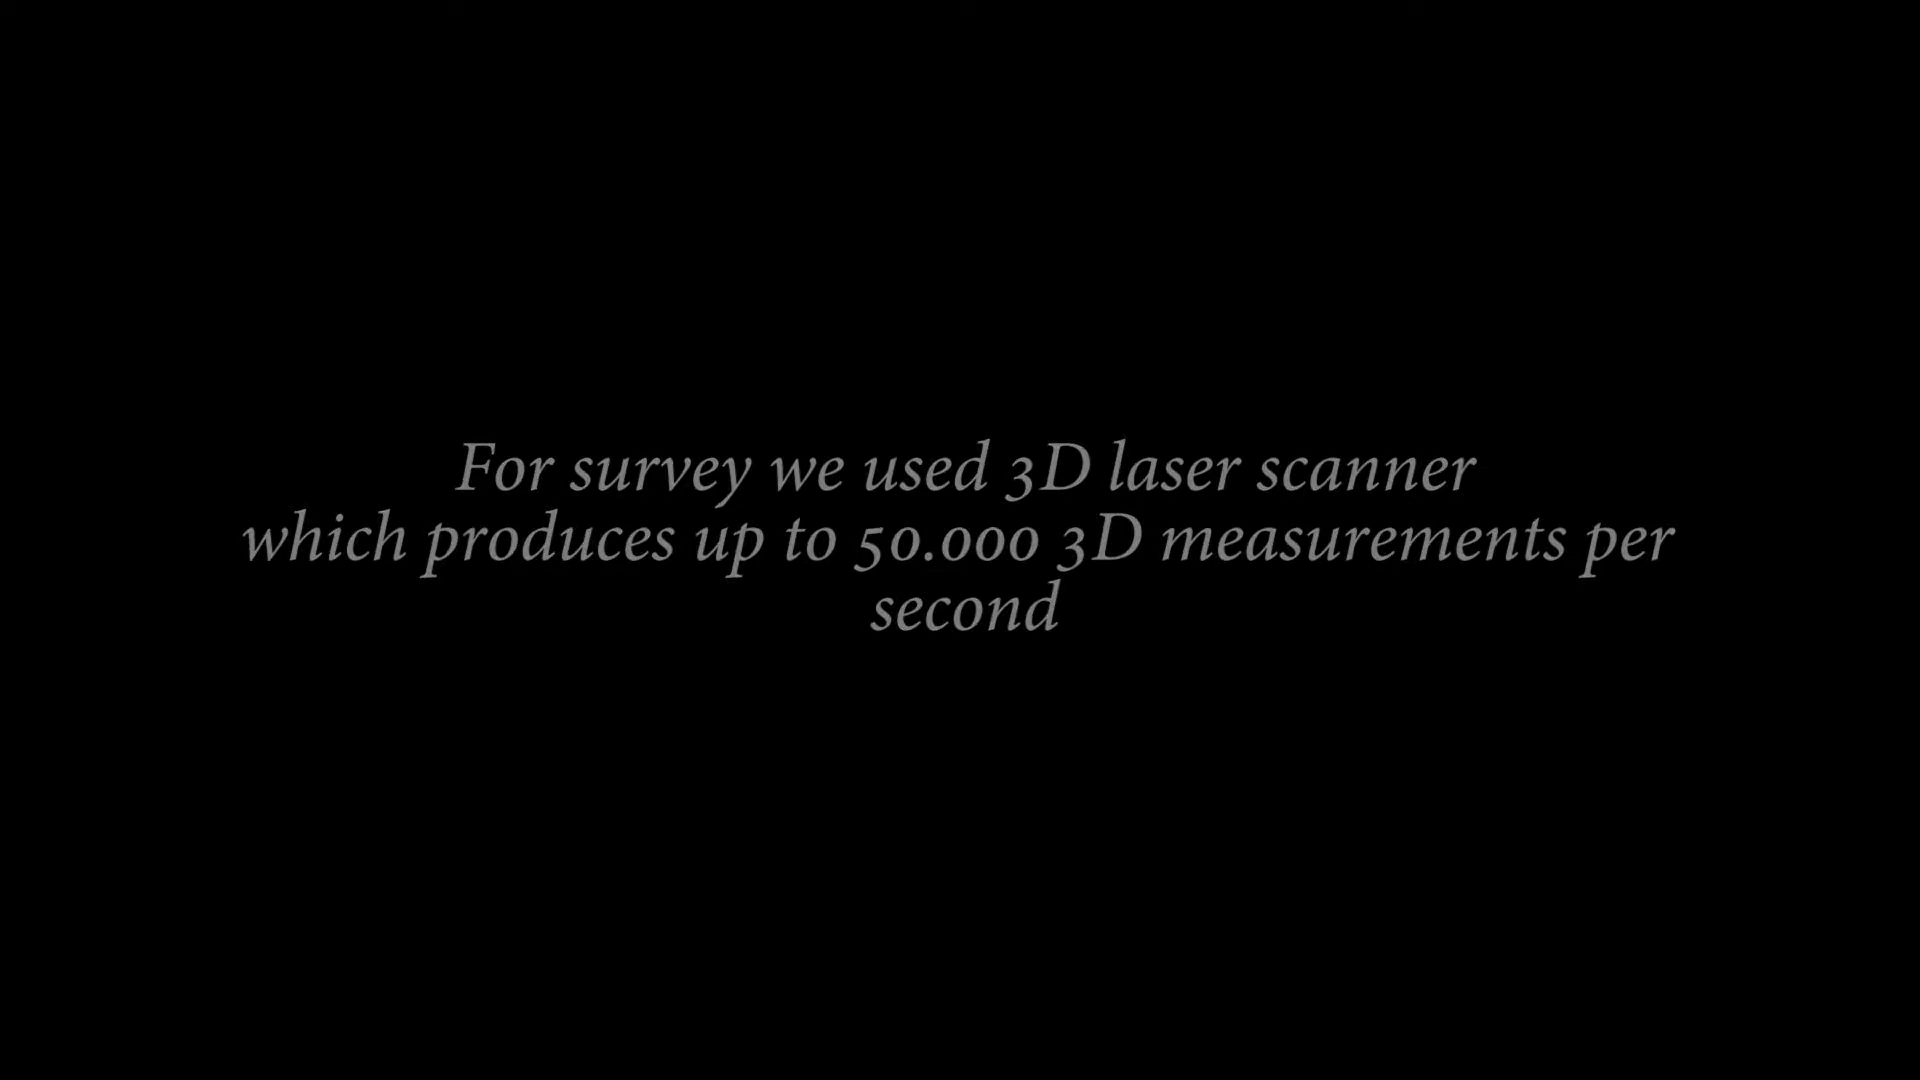 For survey we used 3D laser scanner
which produces up to 50.000 3D measurements per
second